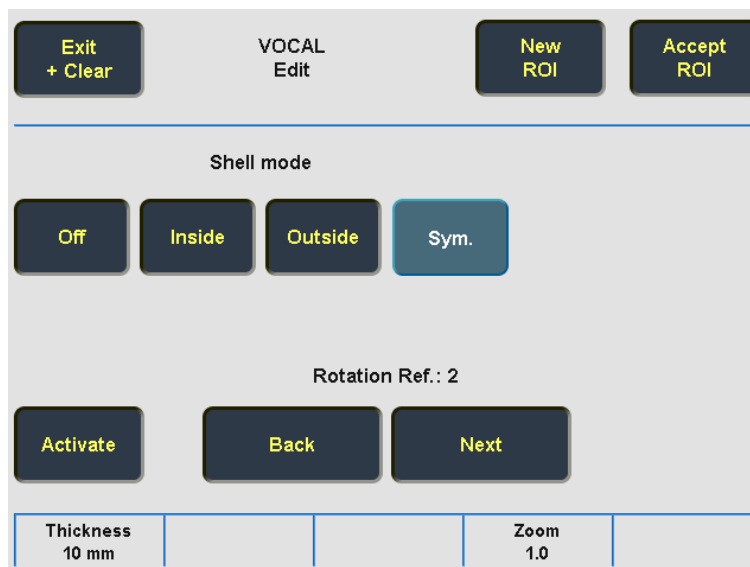 Exit
+ Clear
VOCAL
Edit
New
ROI
Accept
ROI
Shell mode
Off
Inside
Outside
Sym.
Rotation Ref.: 2
Activate
Back
Next
Thickness
10 mm
Zoom
1.0